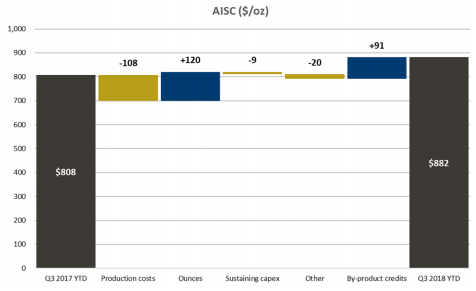 AISC ($/oz)
1,000
900
800
700
600
500
400
300
200
100
0
-108
+120
-9
-20
+91
$808
$882
Q3 2017 YTD
Production costs
Ounces
Sustaining capex
Other
By-product credits
Q3 2018 YTD